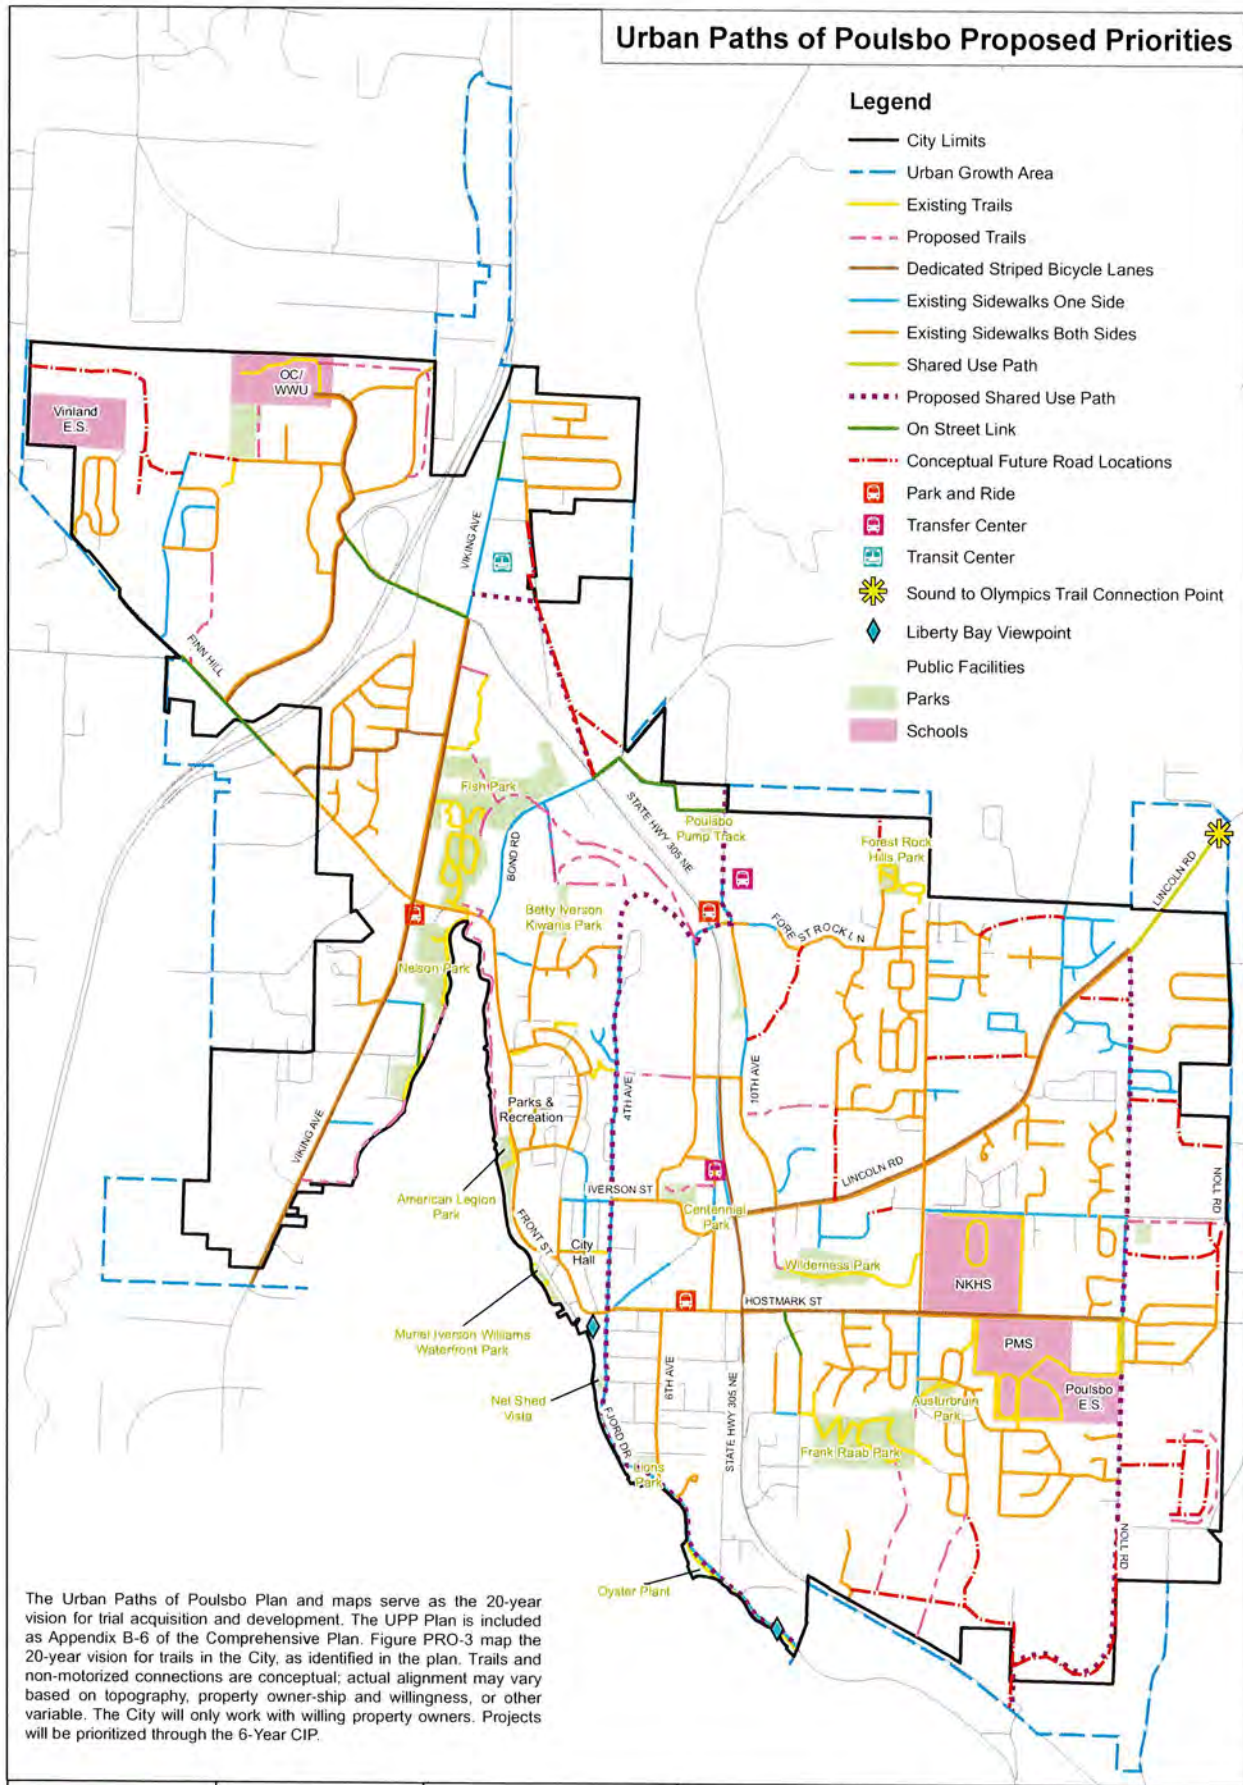 Urban Paths of Poulsbo Proposed Priorities
Legend
City Limits
Urban Growth Area
Existing Trails
Proposed Trails
Dedicated Striped Bicycle Lanes
Existing Sidewalks One Side
Existing Sidewalks Both Sides
Shared Use Path
Proposed Shared Use Path
On Street Link
Conceptual Future Road Locations
Park and Ride
Transfer Center
Transit Center
Sound to Olympics Trail Connection Point
Liberty Bay Viewpoint
Public Facilities
Parks
Schools
OC/
WWU
Vinland
E.S.
VIKING AVE
FINN HILL
Fish Park
BOND RD
STATE HWY 305 NE
Poulsbo
Pump Track
Forest Rock
Hills Park
LINCOLN RD
Betty Iverson
Kiwanis Park
FOREST ROCK LN
Nelson Park
4TH AVE
10TH AVE
Parks &
Recreation
VIKING AVE
LINCOLN RD
NOLL RD
American Legion
Park
IVERSON ST
Centennial
Park
FRONT ST
City
Hall
Wilderness Park
NKHS
HOSTMARK ST
Muriel Iverson Williams
Waterfront Park
PMS
6TH AVE
STATE HWY 305 NE
Net Shed
Vista
Austurbruin
Park
Poulsbo
E.S.
FJORD DR
Lions
Park
Frank Raab Park
NOLL RD
Oyster Plant
The Urban Paths of Poulsbo Plan and maps serve as the 20-year
vision for trial acquisition and development. The UPP Plan is included
as Appendix B-6 of the Comprehensive Plan. Figure PRO-3 map the
20-year vision for trails in the City, as identified in the plan. Trails and
non-motorized connections are conceptual; actual alignment may vary
based on topography, property owner-ship and willingness, or other
variable. The City will only work with willing property owners. Projects
will be prioritized through the 6-Year CIP.